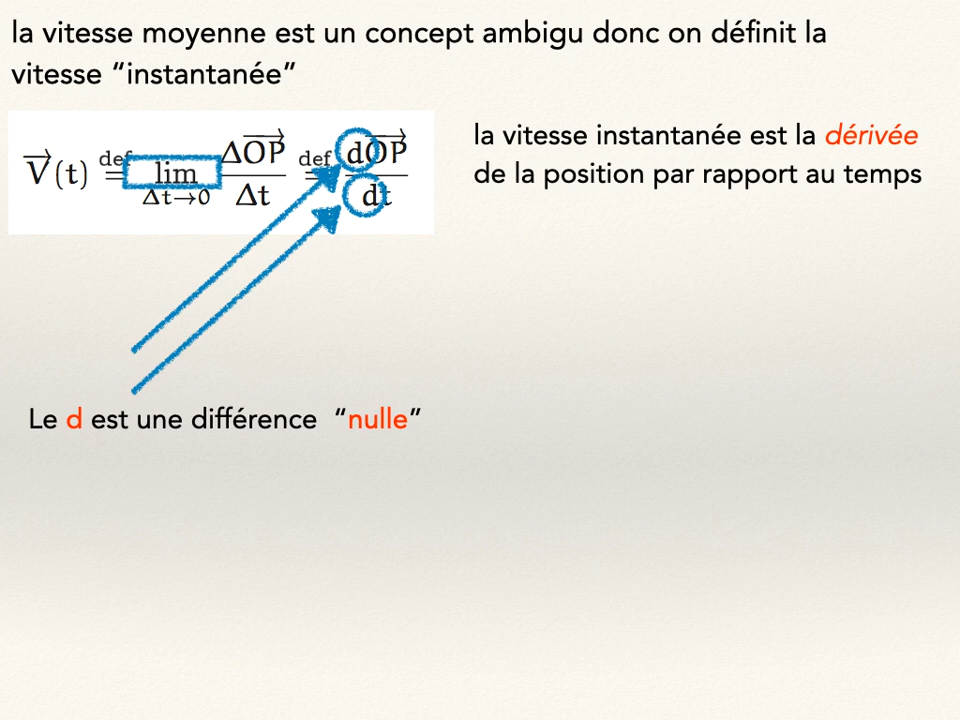 la vitesse moyenne est un concept ambigu donc on définit la
vitesse “instantanée”
la vitesse instantanée est la dérivée
de la position par rapport au temps
V⃗(t) def= lim Δt→0 ΔOP⃗ / Δt def= dOP⃗ / dt
Le d est une différence “nulle”